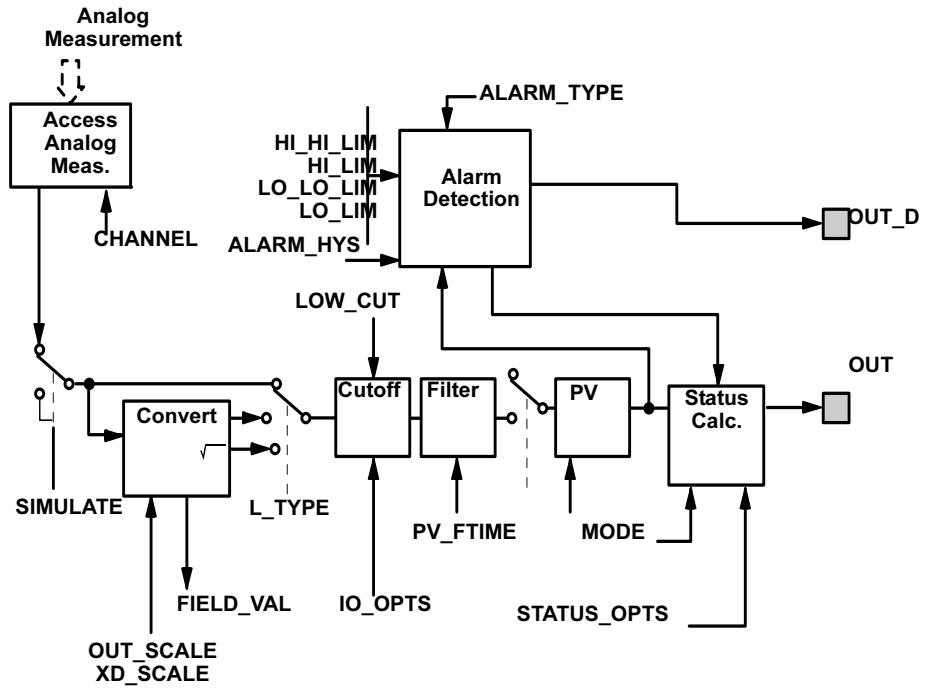 Analog
Measurement
Access
Analog
Meas.
CHANNEL
ALARM_TYPE
HI_HI_LIM
HI_LIM
LO_LO_LIM
LO_LIM
ALARM_HYS
Alarm
Detection
OUT_D
LOW_CUT
OUT
Convert
√
Cutoff
Filter
PV
Status
Calc.
SIMULATE
L_TYPE
PV_FTIME
MODE
FIELD_VAL
IO_OPTS
STATUS_OPTS
OUT_SCALE
XD_SCALE